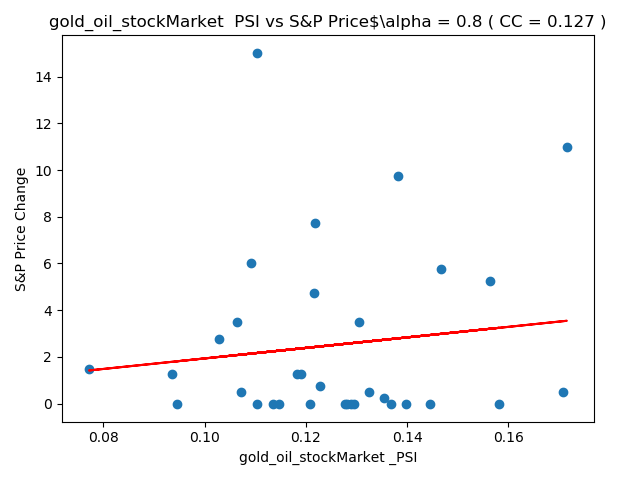 gold_oil_stockMarket  PSI vs S&P Price$\alpha = 0.8 ( CC = 0.127 )
14
12
10
8
6
4
2
0
S&P Price Change
0.08 0.10 0.12 0.14 0.16
gold_oil_stockMarket _PSI